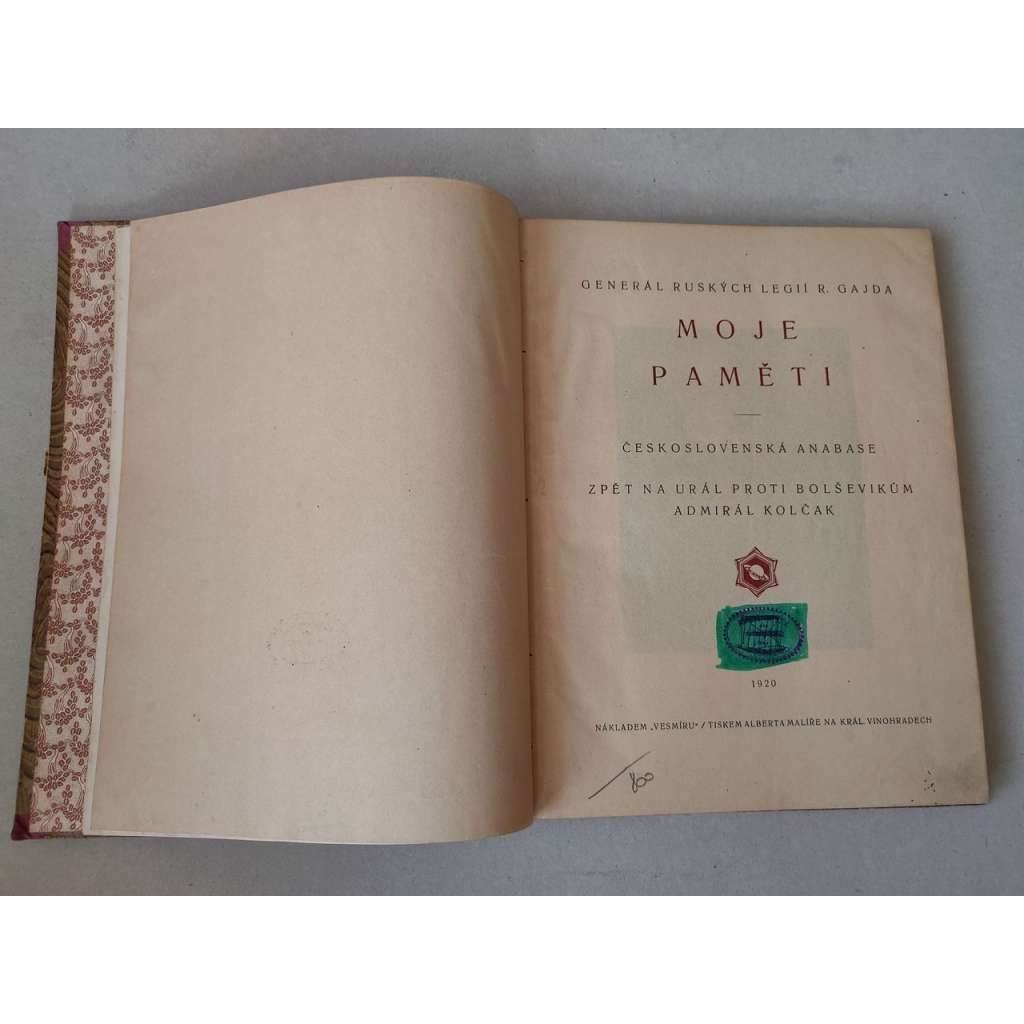 GENERÁL RUSKÝCH LEGIÍ R. GAJDA
MOJE
PAMĚTI
ČESKOSLOVENSKÁ ANABASE
ZPĚT NA URÁL PROTI BOLŠEVIKŮM
ADMIRÁL KOLČAK
1920
NÁKLADEM „VESMÍRU“ / TISKEM ALBERTA MALÍŘE NA KRÁL. VINOHRADECH
/800